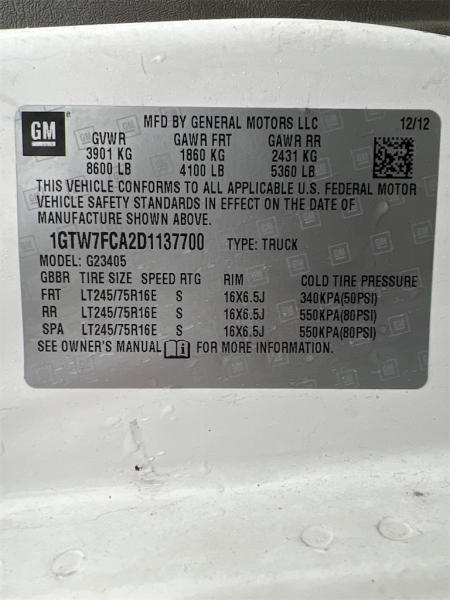 GM
MFD BY GENERAL MOTORS LLC 12/12
GVWR GAWR FRT GAWR RR
3901 KG 1860 KG 2431 KG
8600 LB 4100 LB 5360 LB
THIS VEHICLE CONFORMS TO ALL APPLICABLE U.S. FEDERAL MOTOR
VEHICLE SAFETY STANDARDS IN EFFECT ON THE DATE OF
MANUFACTURE SHOWN ABOVE.
1GTW7FCA2D1137700 TYPE: TRUCK
MODEL: G23405
GBBR TIRE SIZE SPEED RTG RIM COLD TIRE PRESSURE
FRT LT245/75R16E S 16X6.5J 340KPA(50PSI)
RR LT245/75R16E S 16X6.5J 550KPA(80PSI)
SPA LT245/75R16E S 16X6.5J 550KPA(80PSI)
SEE OWNER'S MANUAL FOR MORE INFORMATION.